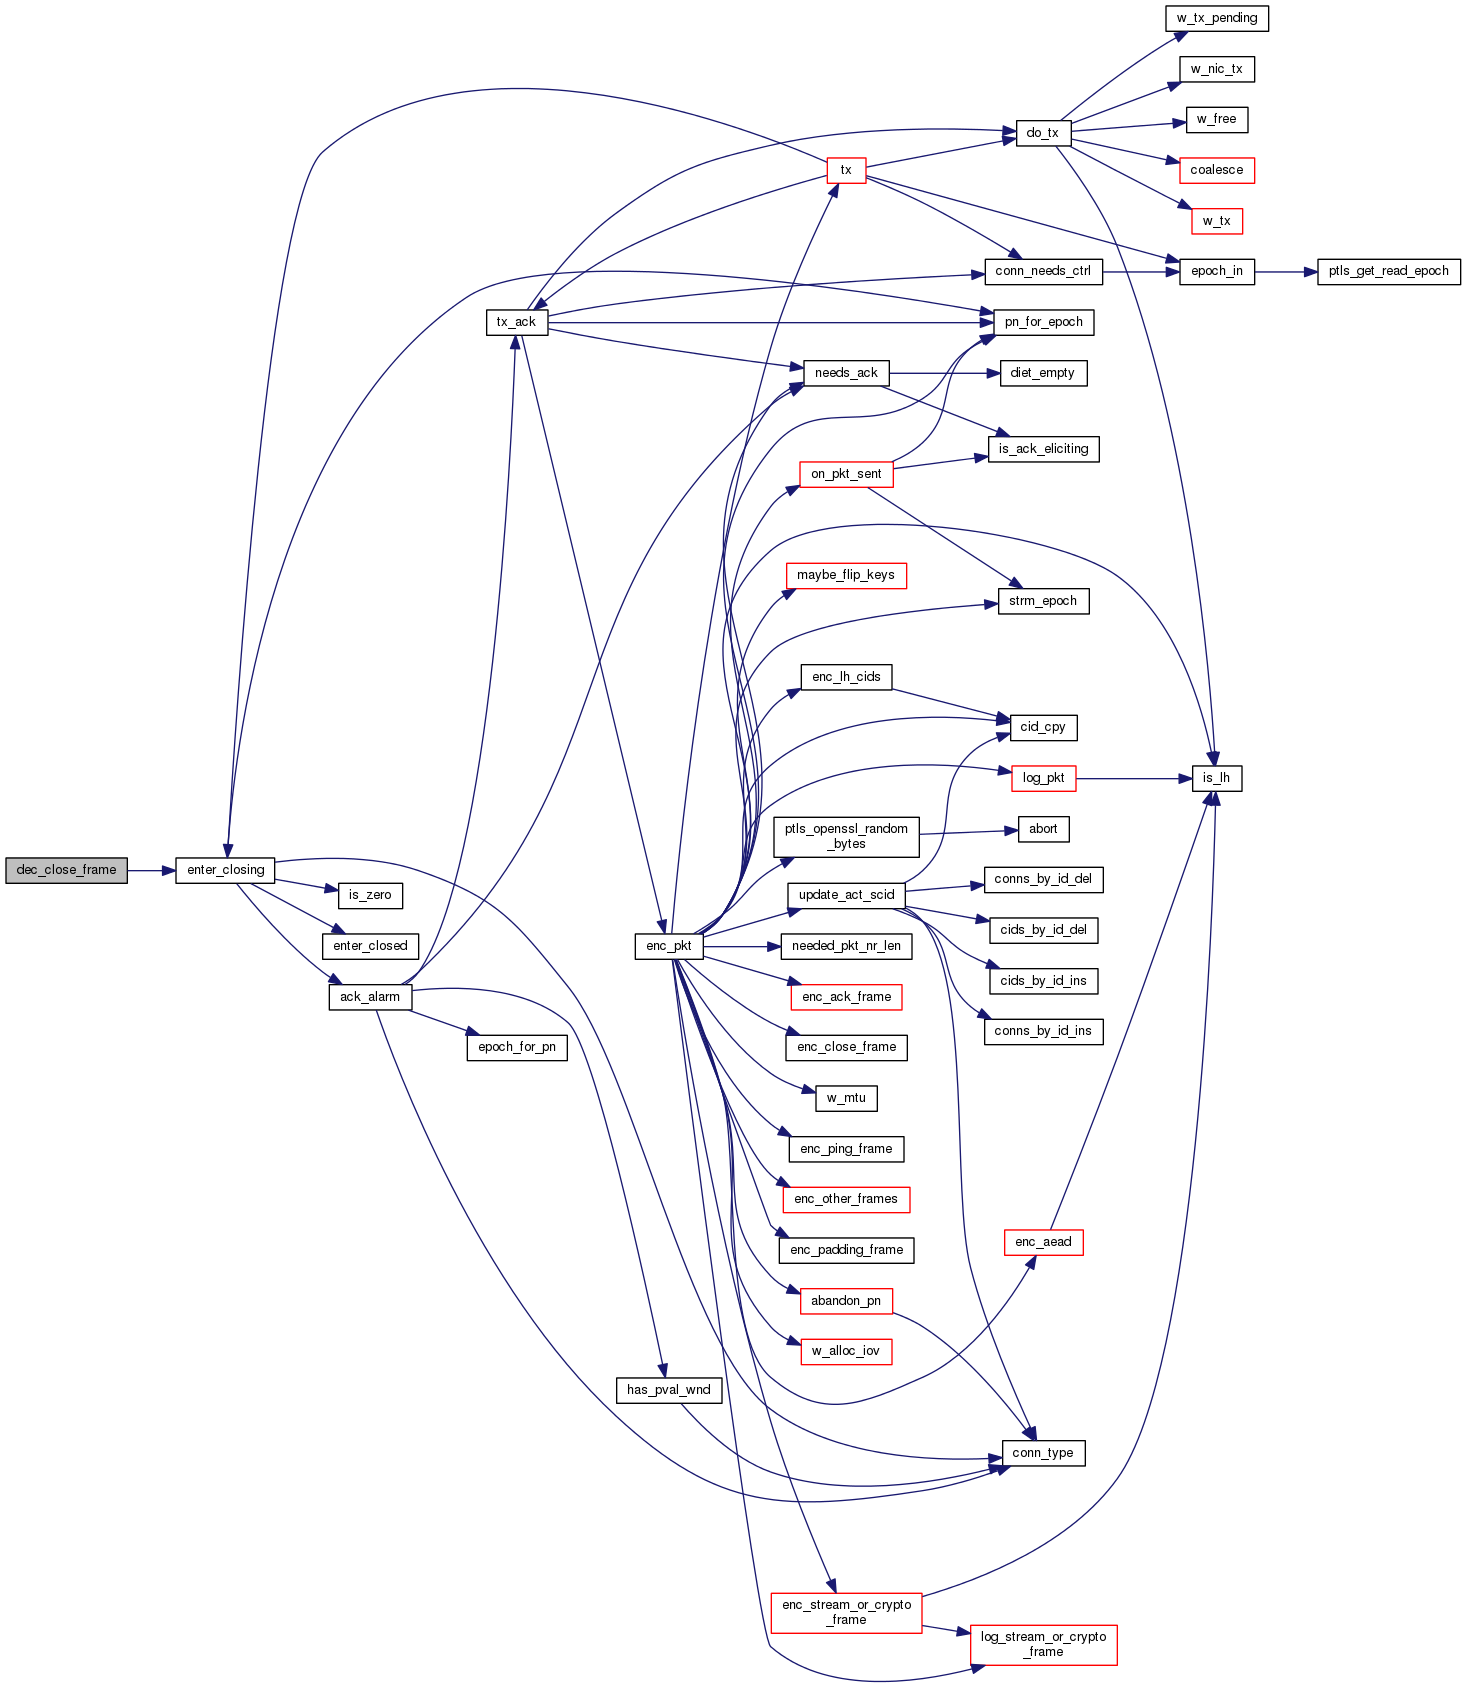 w_tx_pending
w_nic_tx
w_free
do_tx
coalesce
tx
w_tx
conn_needs_ctrl
epoch_in
ptls_get_read_epoch
tx_ack
pn_for_epoch
needs_ack
diet_empty
is_ack_eliciting
on_pkt_sent
maybe_flip_keys
strm_epoch
enc_lh_cids
cid_cpy
log_pkt
is_lh
ptls_openssl_random
_bytes
abort
dec_close_frame
enter_closing
is_zero
update_act_scid
conns_by_id_del
cids_by_id_del
enter_closed
enc_pkt
needed_pkt_nr_len
cids_by_id_ins
ack_alarm
enc_ack_frame
conns_by_id_ins
epoch_for_pn
enc_close_frame
w_mtu
enc_ping_frame
enc_other_frames
enc_padding_frame
enc_aead
abandon_pn
w_alloc_iov
has_pval_wnd
conn_type
enc_stream_or_crypto
_frame
log_stream_or_crypto
_frame